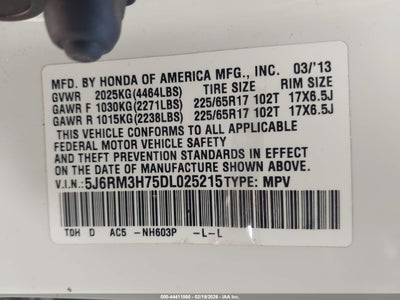 MFD. BY HONDA OF AMERICA MFG., INC. 03/'13
GVWR 2025KG(4464LBS) TIRE SIZE RIM SIZE
GAWR F 1030KG(2271LBS) 225/65R17 102T 17X6.5J
GAWR R 1015KG(2238LBS) 225/65R17 102T 17X6.5J
THIS VEHICLE CONFORMS TO ALL APPLICABLE
FEDERAL MOTOR VEHICLE SAFETY
AND THEFT PREVENTION STANDARDS IN EFFECT
ON THE DATE OF MANUFACTURE SHOWN ABOVE.
V.I.N.: 5J6RM3H75DL025215 TYPE: MPV
TOH D AC5 -NH603P -L-L
000-44411060 - 02/19/2026 - IAA Inc.